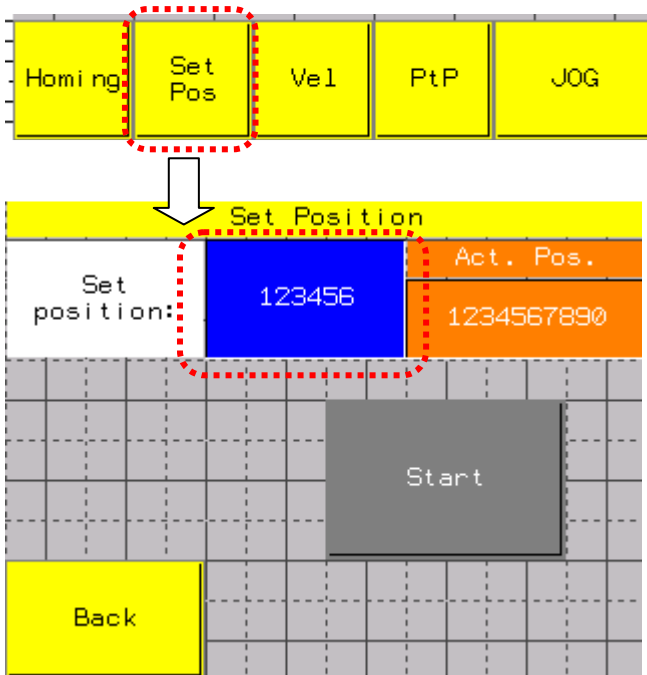 Homing
Set
Pos
Vel
PtP
JOG
Set Position
Set
position:
123456
Act. Pos.
1234567890
Start
Back